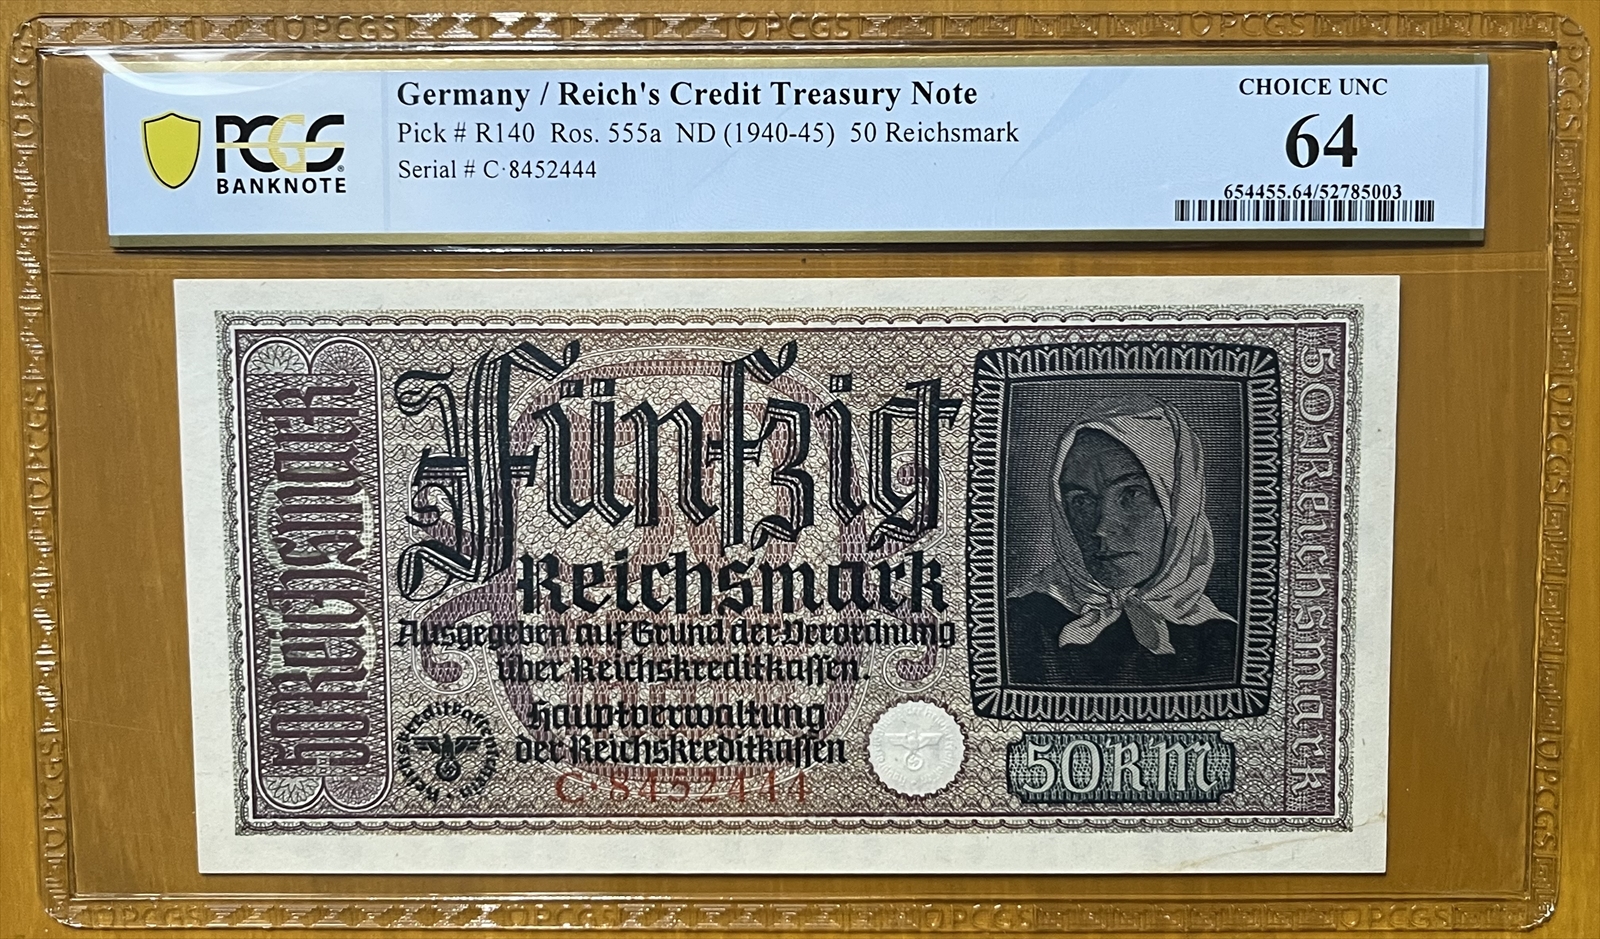 PCGS
BANKNOTE
Germany / Reich's Credit Treasury Note
Pick # R140 Ros. 555a ND (1940-45) 50 Reichsmark
Serial # C·8452444
CHOICE UNC
64
654455.64/52785003
50 Reichsmark
Fünfzig
Reichsmark
Ausgegeben auf Grund der Verordnung
über Reichskreditkassen.
Hauptverwaltung
der Reichskreditkassen
C·8452444
50 RM
50 Reichsmark